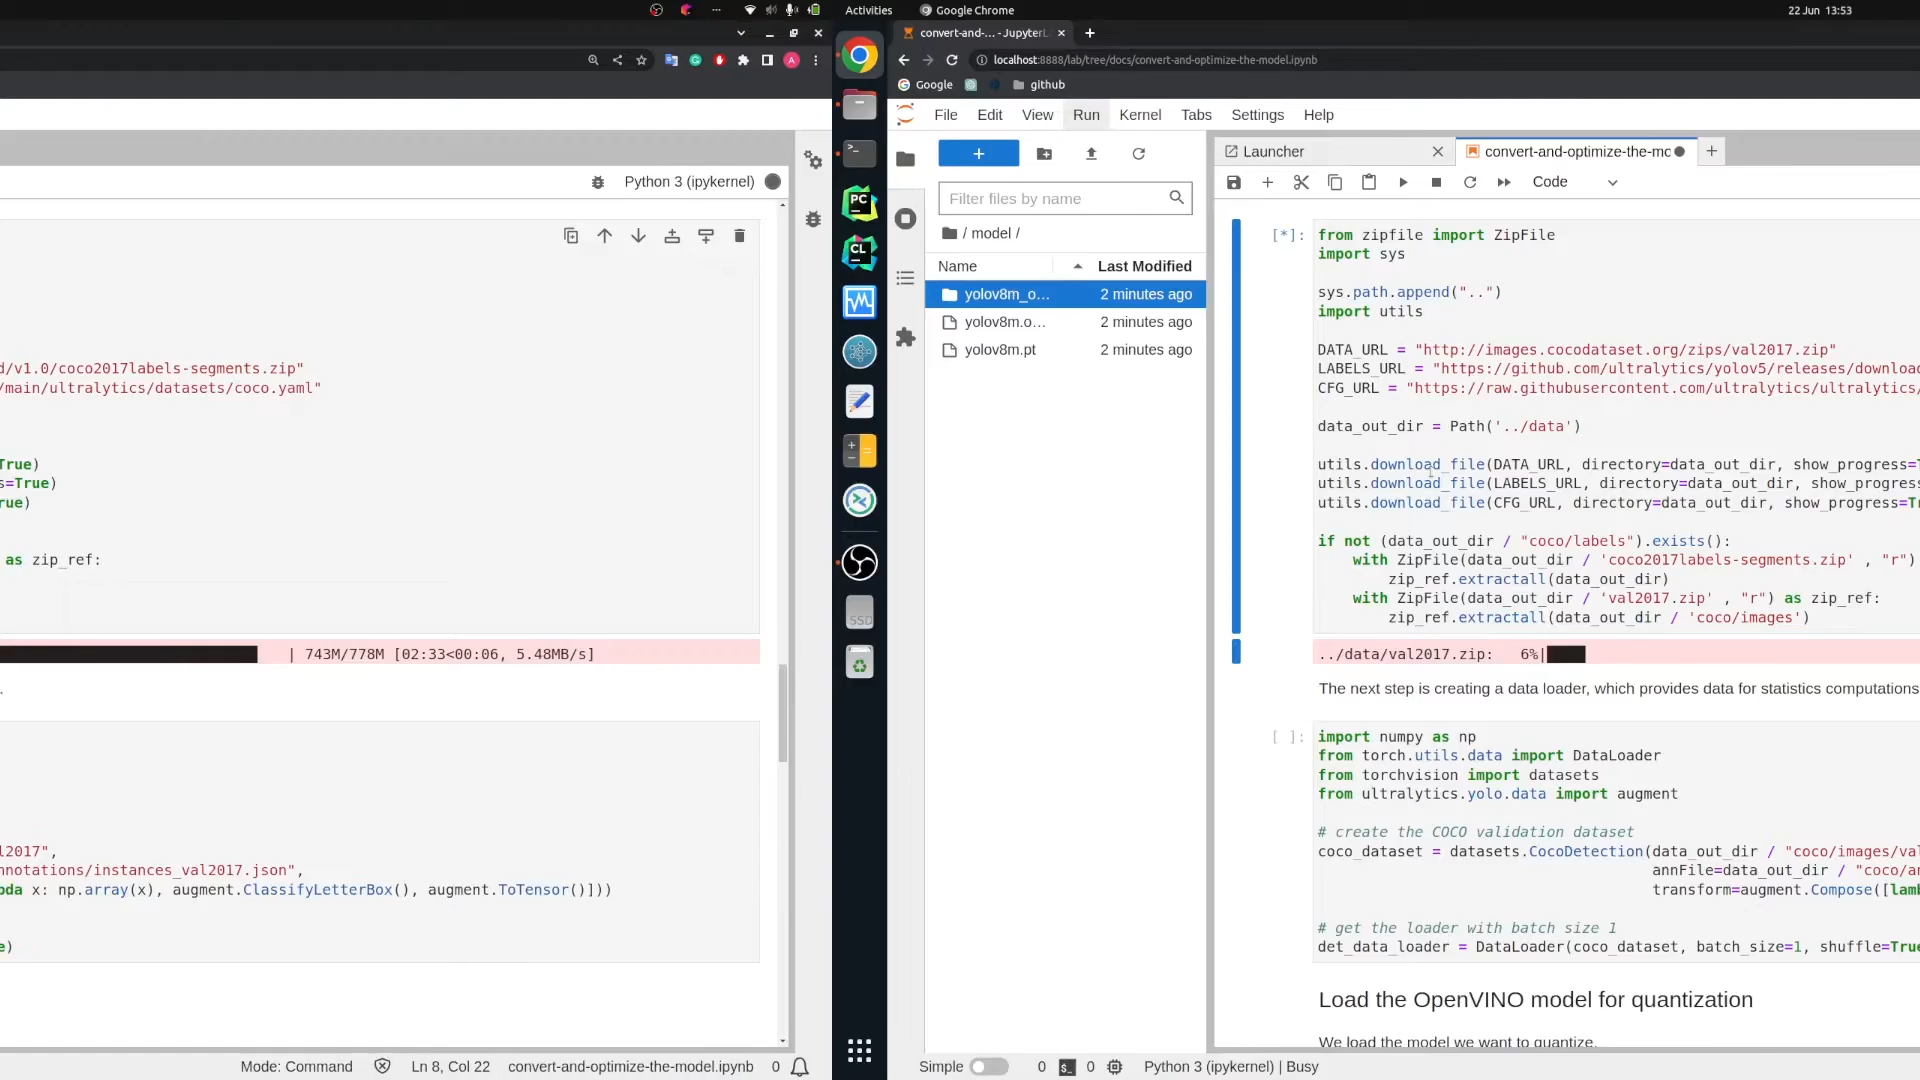 Activities
Google Chrome
22 Jun 13:53
convert-and-... - JupyterL
localhost:8888/lab/tree/docs/convert-and-optimize-the-model.ipynb
A
Google
github
File Edit View Run Kernel Tabs Settings Help
Launcher
convert-and-optimize-the-mo
Code
Python 3 (ipykernel)
Filter files by name
/ model /
Name
Last Modified
yolov8m_o... 2 minutes ago
yolov8m.o... 2 minutes ago
yolov8m.pt 2 minutes ago
PC
CL
SSD
d/v1.0/coco2017labels-segments.zip"
/main/ultralytics/datasets/coco.yaml"
True)
s=True)
rue)
as zip_ref:
| 743M/778M [02:33<00:06, 5.48MB/s]
.
l2017",
nnotations/instances_val2017.json",
bda x: np.array(x), augment.ClassifyLetterBox(), augment.ToTensor()]))
e)
[*]:
from zipfile import ZipFile
import sys
sys.path.append("..")
import utils
DATA_URL = "http://images.cocodataset.org/zips/val2017.zip"
LABELS_URL = "https://github.com/ultralytics/yolov5/releases/download
CFG_URL = "https://raw.githubusercontent.com/ultralytics/ultralytics/
data_out_dir = Path('../data')
utils.download_file(DATA_URL, directory=data_out_dir, show_progress=T
utils.download_file(LABELS_URL, directory=data_out_dir, show_progress
utils.download_file(CFG_URL, directory=data_out_dir, show_progress=Tr
if not (data_out_dir / "coco/labels").exists():
with ZipFile(data_out_dir / 'coco2017labels-segments.zip' , "r")
zip_ref.extractall(data_out_dir)
with ZipFile(data_out_dir / 'val2017.zip' , "r") as zip_ref:
zip_ref.extractall(data_out_dir / 'coco/images')
../data/val2017.zip: 6%|
The next step is creating a data loader, which provides data for statistics computations
[ ]:
import numpy as np
from torch.utils.data import DataLoader
from torchvision import datasets
from ultralytics.yolo.data import augment
# create the COCO validation dataset
coco_dataset = datasets.CocoDetection(data_out_dir / "coco/images/val
annFile=data_out_dir / "coco/an
transform=augment.Compose([lamb
# get the loader with batch size 1
det_data_loader = DataLoader(coco_dataset, batch_size=1, shuffle=True
Load the OpenVINO model for quantization
We load the model we want to quantize.
Mode: Command
Ln 8, Col 22
convert-and-optimize-the-model.ipynb
0
Simple
0
0
Python 3 (ipykernel) | Busy